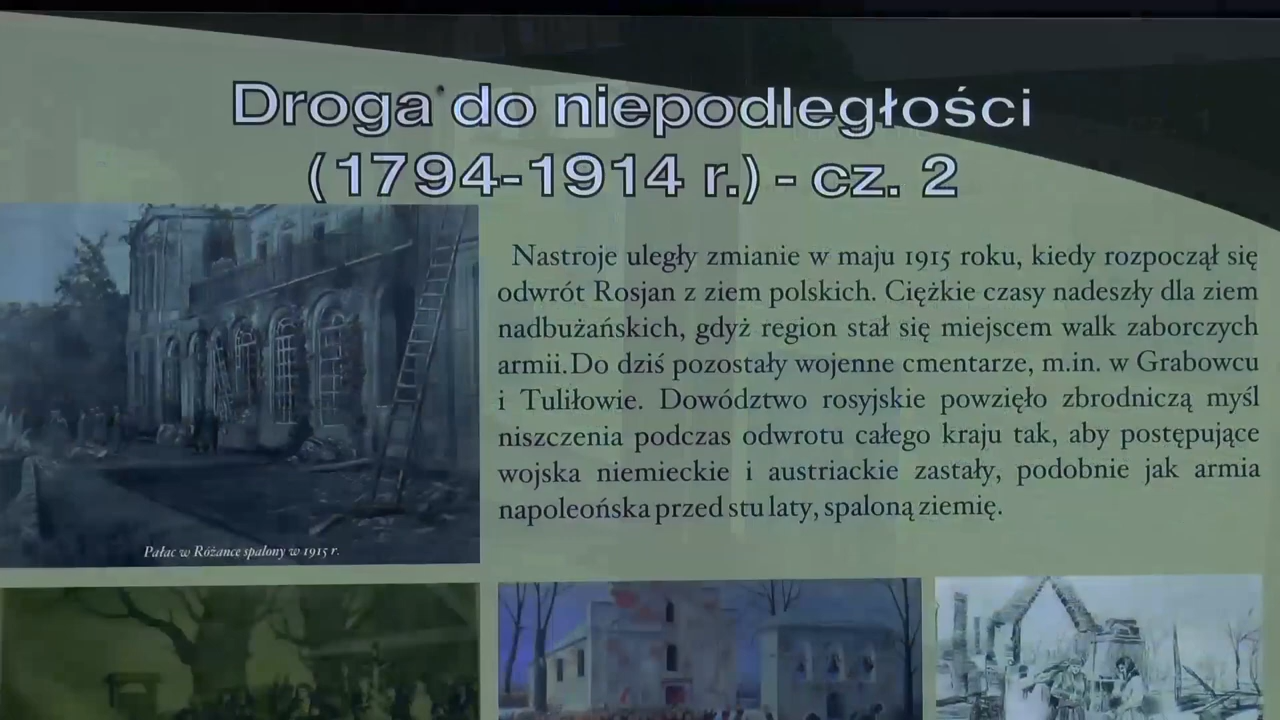 Droga do niepodległości
(1794-1914 r.) - cz. 2
Nastroje uległy zmianie w maju 1915 roku, kiedy rozpoczął się
odwrót Rosjan z ziem polskich. Ciężkie czasy nadeszły dla ziem
nadbużańskich, gdyż region stał się miejscem walk zaborczych
armii.Do dziś pozostały wojenne cmentarze, m.in. w Grabowcu
i Tuliłowie. Dowództwo rosyjskie powzięło zbrodniczą myśl
niszczenia podczas odwrotu całego kraju tak, aby postępujące
wojska niemieckie i austriackie zastały, podobnie jak armia
napoleońska przed stu laty, spaloną ziemię.
Pałac w Różance spalony w 1915 r.